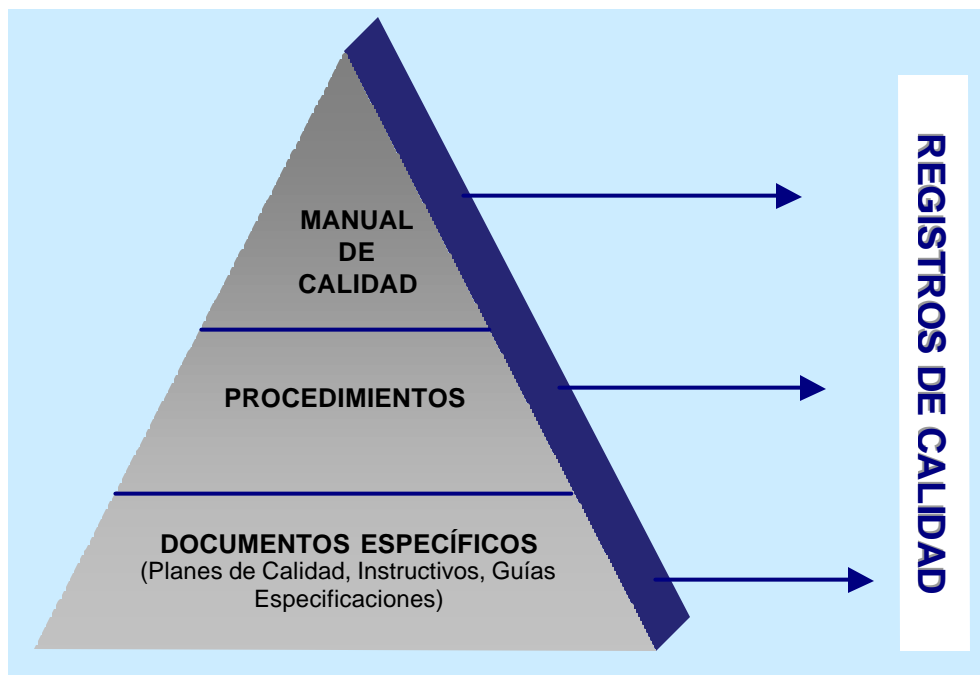 MANUAL
DE
CALIDAD
PROCEDIMIENTOS
DOCUMENTOS ESPECÍFICOS
(Planes de Calidad, Instructivos, Guías
Especificaciones)
REGISTROS DE CALIDAD